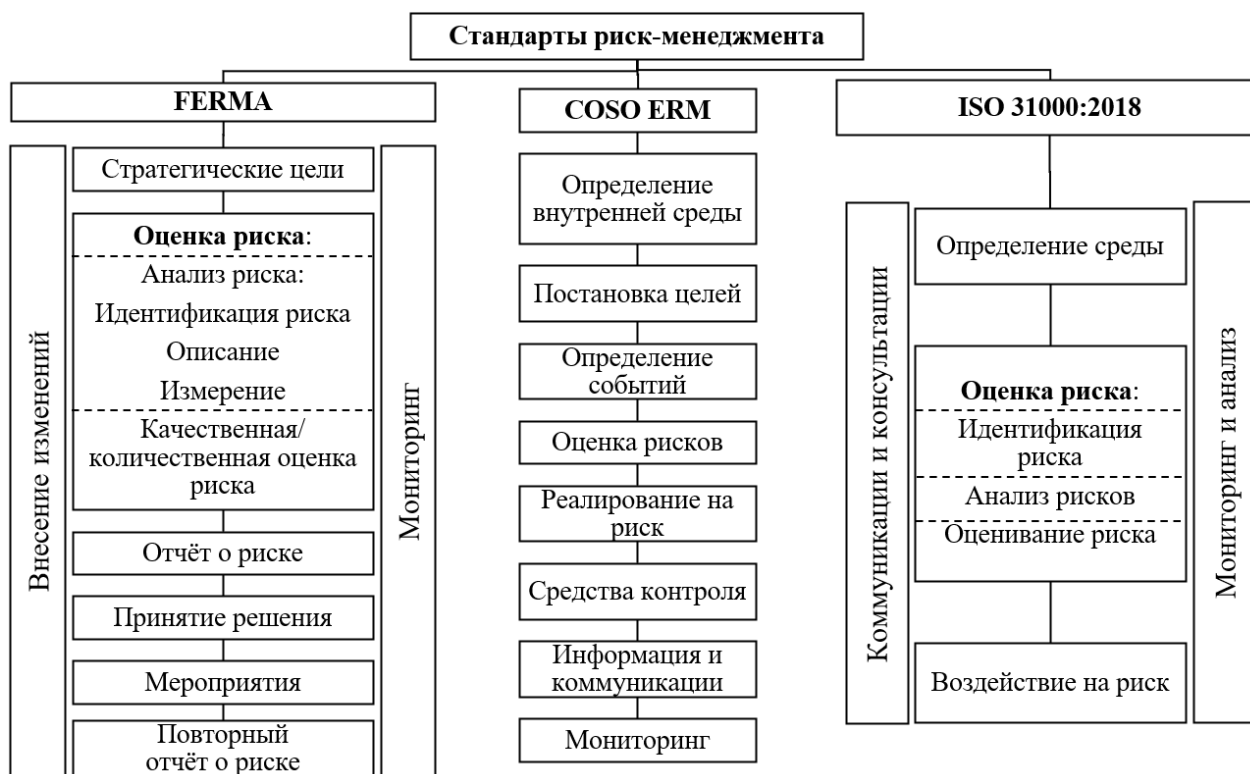 Стандарты риск-менеджмента
FERMA
Внесение изменений
Стратегические цели
Оценка риска:
Анализ риска:
Идентификация риска
Описание
Измерение
Качественная/
количественная оценка
риска
Отчёт о риске
Принятие решения
Мероприятия
Повторный
отчёт о риске
Мониторинг
COSO ERM
Определение
внутренней среды
Постановка целей
Определение
событий
Оценка рисков
Реалирование на
риск
Средства контроля
Информация и
коммуникации
Мониторинг
ISO 31000:2018
Коммуникации и консультации
Определение среды
Оценка риска:
Идентификация
риска
Анализ рисков
Оценивание риска
Воздействие на риск
Мониторинг и анализ